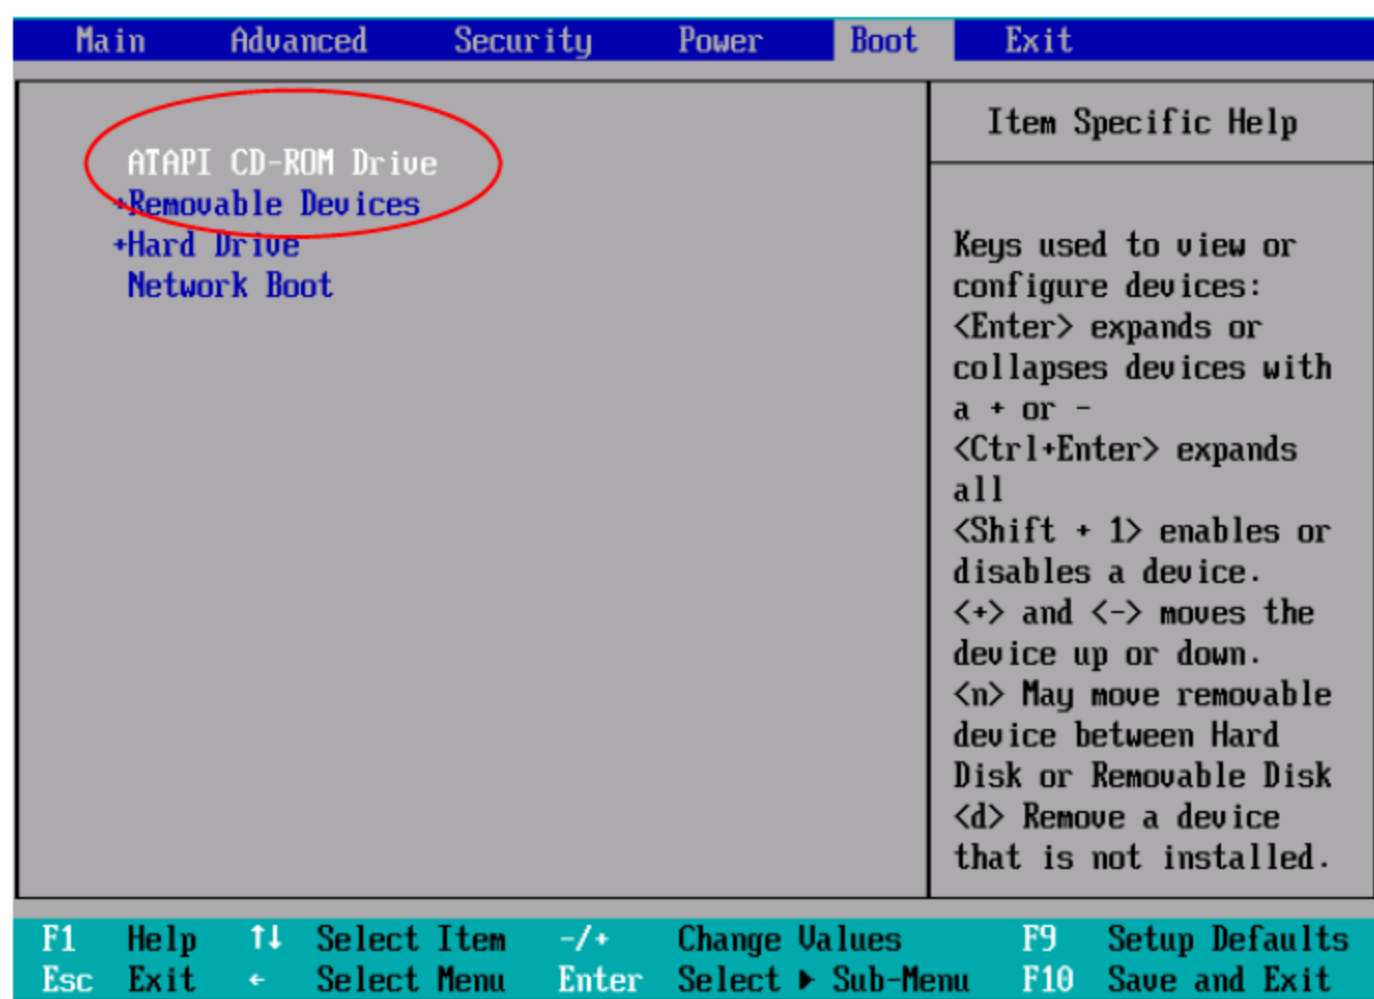 Main Advanced Security Power Boot Exit
ATAPI CD-ROM Drive
+Removable Devices
+Hard Drive
Network Boot
Item Specific Help
Keys used to view or
configure devices:
<Enter> expands or
collapses devices with
a + or -
<Ctrl+Enter> expands
all
<Shift + 1> enables or
disables a device.
<+> and <-> moves the
device up or down.
<n> May move removable
device between Hard
Disk or Removable Disk
<d> Remove a device
that is not installed.
F1 Help ↑↓ Select Item -/+ Change Values F9 Setup Defaults
Esc Exit ← Select Menu Enter Select ▶ Sub-Menu F10 Save and Exit